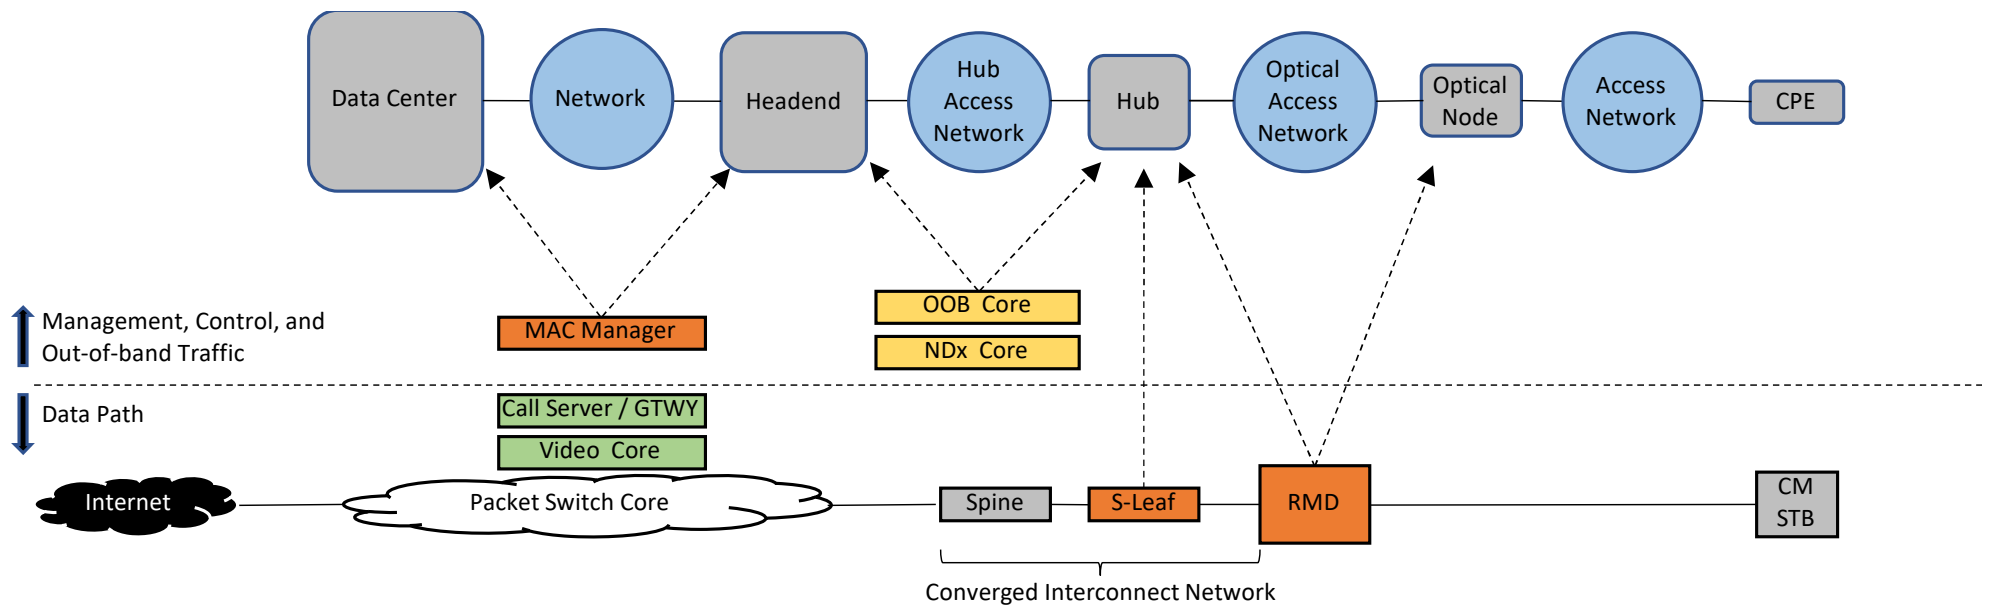 Data Center
Network
Headend
Hub
Access
Network
Hub
Optical
Access
Network
Optical
Node
Access
Network
CPE
OOB Core
NDx Core
MAC Manager
Management, Control, and
Out-of-band Traffic
Data Path
Call Server / GTWY
Video Core
Internet
Packet Switch Core
Spine
S-Leaf
RMD
CM
STB
Converged Interconnect Network